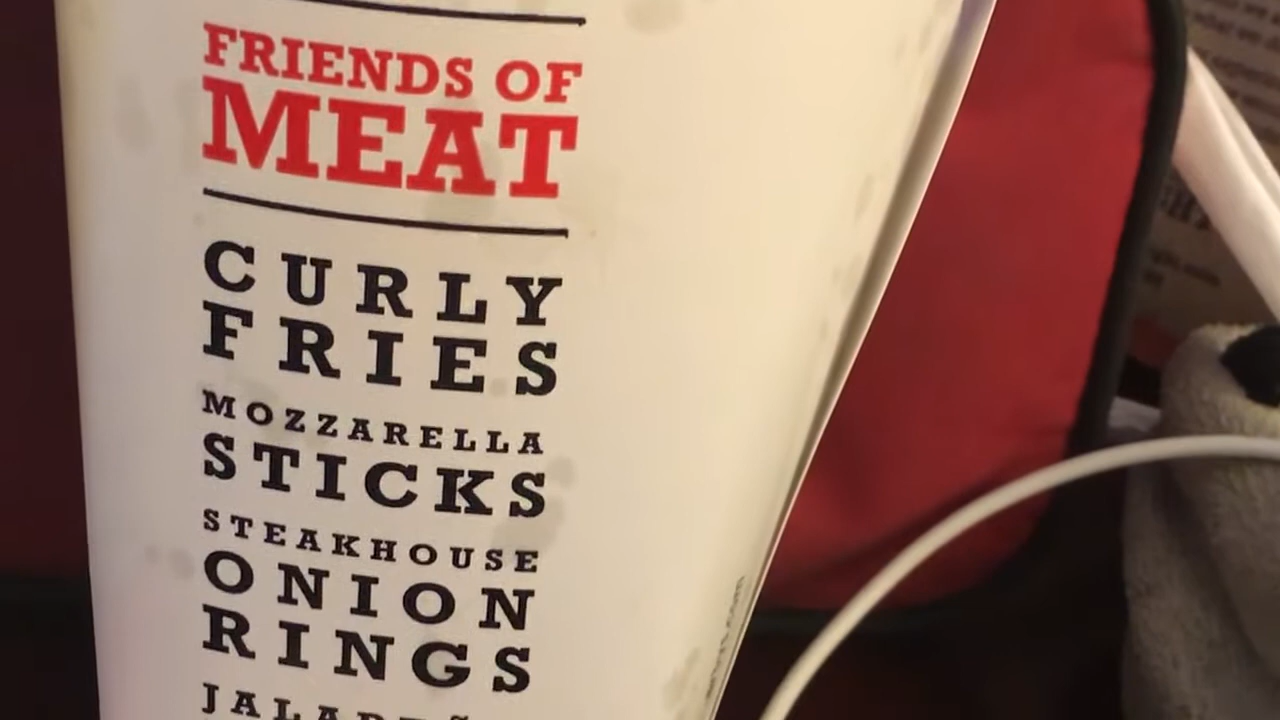 FRIENDS OF
MEAT
CURLY
FRIES
MOZZARELLA
STICKS
STEAKHOUSE
ONION
RINGS